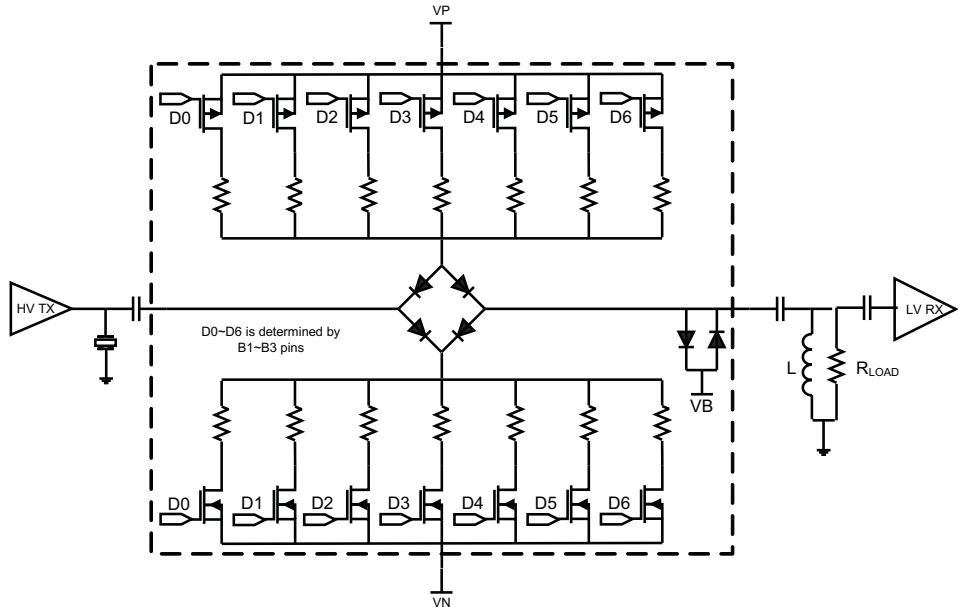 VP
D0 D1 D2 D3 D4 D5 D6
HV TX
LV RX
D0~D6 is determined by
B1~B3 pins
L
RLOAD
VB
D0 D1 D2 D3 D4 D5 D6
VN